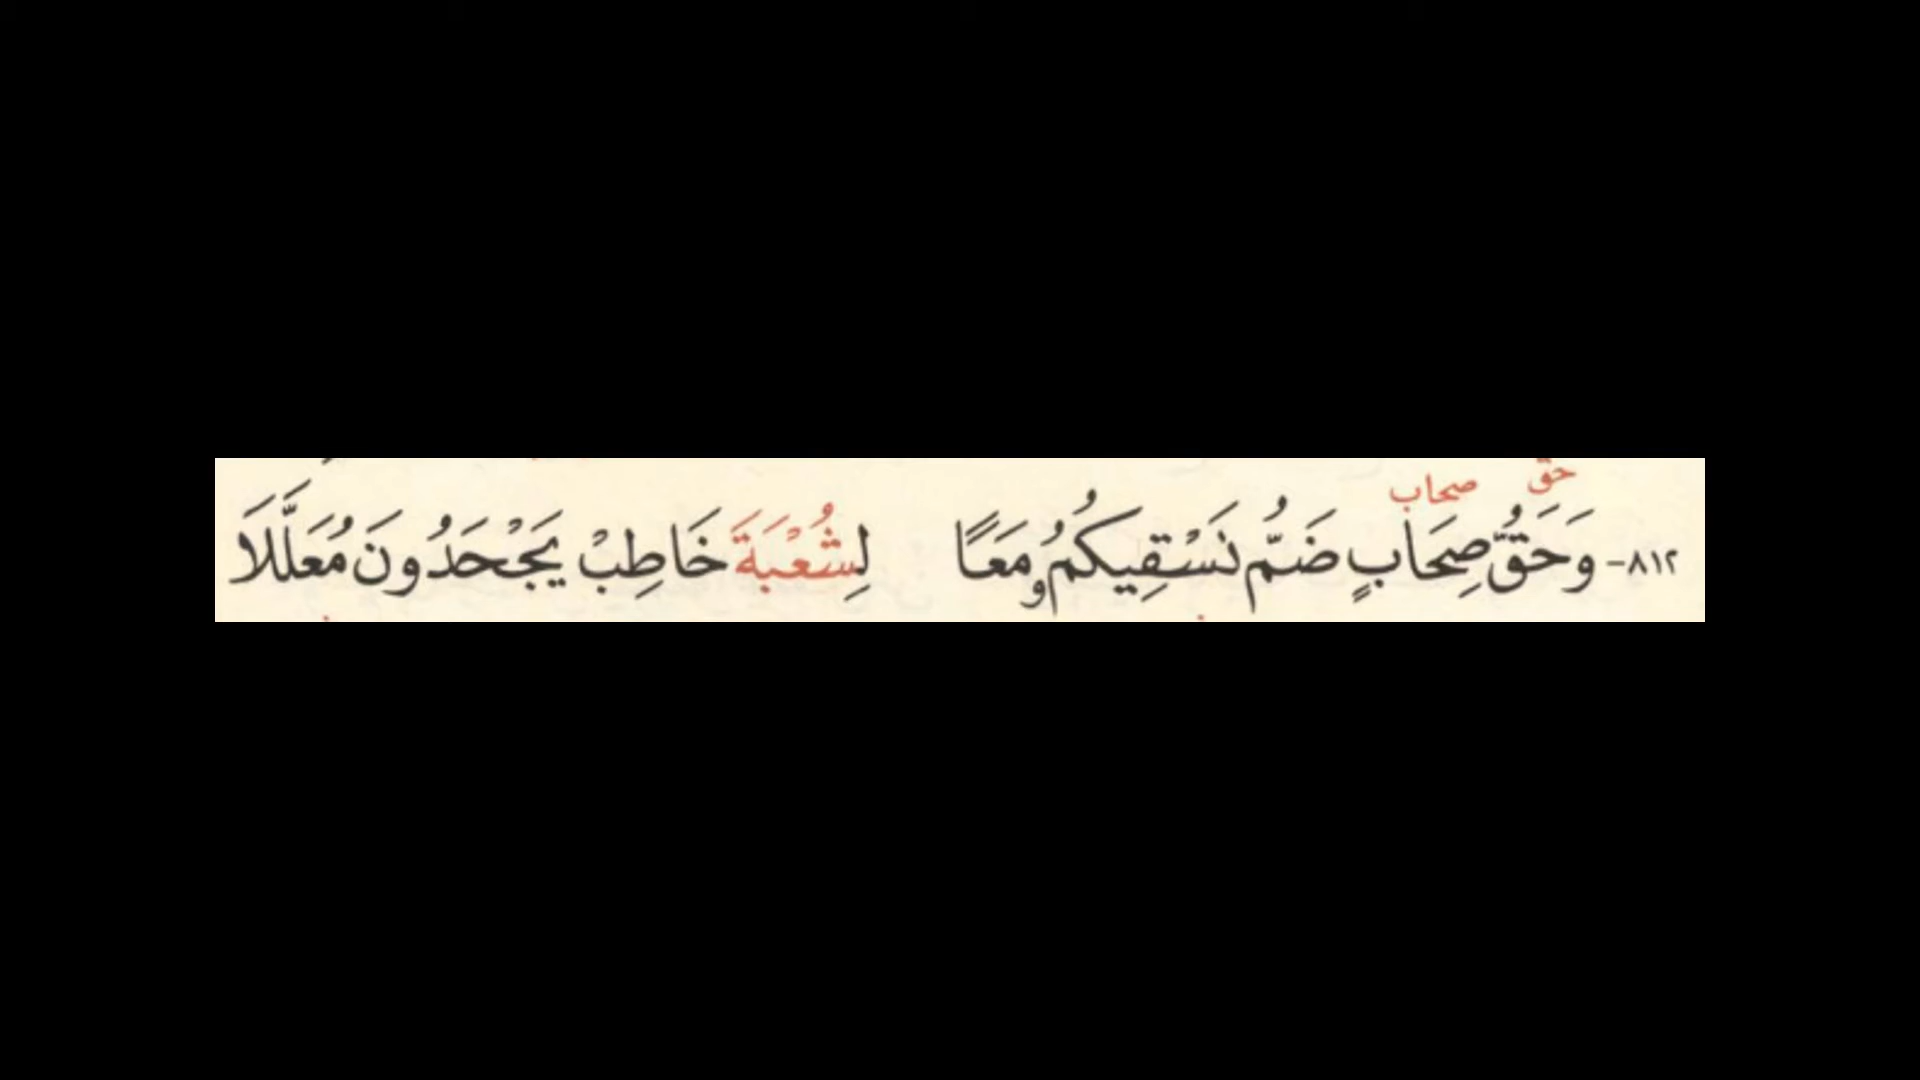 حق صحاب
٨١٢- وَحَقُّ صِحَابٍ ضَمُّ نَسْقِيكُمُو مَعًا لِشُعْبَةَ خَاطِبْ يَجْحَدُونَ مُعَلَّلَا